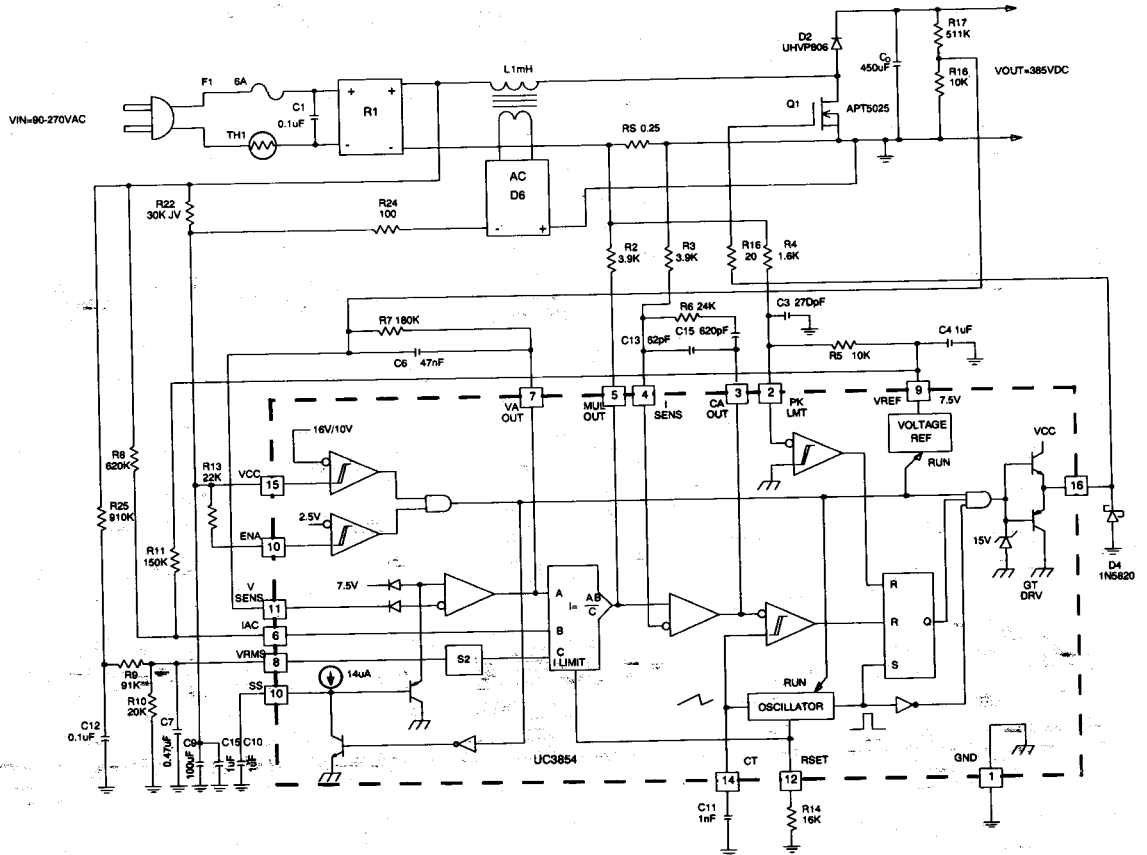 R17
511K
D2
UHVP806
CO
450uF
R16
10K
VOUT=385VDC
L1mH
F1 6A
C1
0.1uF
R1
+ +
- -
Q1
APT5025
VIN=90-270VAC
TH1
RS 0.25
AC
D6
- +
R22
30K JV
R24
100
R2
3.9K
R3
3.9K
R16
20
R4
1.6K
R7 180K
R6 24K
C15 620pF
C13 62pF
C3 27DpF
C4 1uF
C6 47nF
R5 10K
7
VA
OUT
5
MUL
OUT
4
I
SENS
3
CA
OUT
2
PK
LMT
9
VREF 7.5V
VOLTAGE
REF
RUN
VCC
16V/10V
R8
620K
R13
22K
VCC
15
16
R25
910K
2.5V
ENA
10
R11
150K
15V
D4
1N5820
GT
DRV
7.5V
V
SENS
11
IAC
6
VRMS
8
A
B
C
I= AB/C
I LIMIT
R
R
S
Q
S2
R9
91K
R10
20K
SS
10
14uA
RUN
OSCILLATOR
C12
0.1uF
C7
0.47uF
C9
100uF
C15
1uF
C10
1uF
UC3854
CT
14
RSET
12
GND
1
C11
1nF
R14
16K